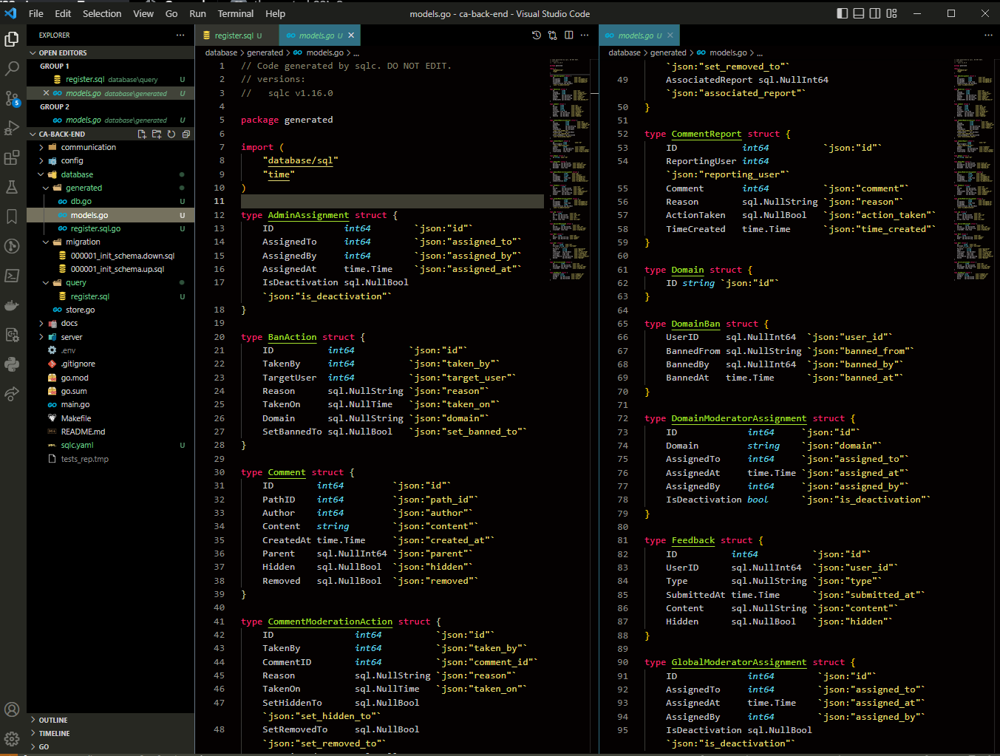 File Edit Selection View Go Run Terminal Help
models.go - ca-back-end - Visual Studio Code
EXPLORER
OPEN EDITORS
GROUP 1
register.sql database\query U
models.go database\generated U
GROUP 2
models.go database\generated U
CA-BACK-END
communication
config
database
generated
db.go U
models.go U
register.sql.go U
migration
000001_init_schema.down.sql
000001_init_schema.up.sql
query
register.sql U
store.go
docs
server
.env
.gitignore
go.mod
go.sum
main.go
Makefile
README.md
sqlc.yaml U
tests_rep.tmp
OUTLINE
TIMELINE
GO
5
register.sql U
models.go U
database > generated > models.go > ...
1 // Code generated by sqlc. DO NOT EDIT.
2 // versions:
3 //   sqlc v1.16.0
4
5 package generated
6
7 import (
8 "database/sql"
9 "time"
10 )
11
12 type AdminAssignment struct {
13 ID int64 `json:"id"`
14 AssignedTo int64 `json:"assigned_to"`
15 AssignedBy int64 `json:"assigned_by"`
16 AssignedAt time.Time `json:"assigned_at"`
17 IsDeactivation sql.NullBool
`json:"is_deactivation"`
18 }
19
20 type BanAction struct {
21 ID int64 `json:"id"`
22 TakenBy int64 `json:"taken_by"`
23 TargetUser int64 `json:"target_user"`
24 Reason sql.NullString `json:"reason"`
25 TakenOn sql.NullTime `json:"taken_on"`
26 Domain sql.NullString `json:"domain"`
27 SetBannedTo sql.NullBool `json:"set_banned_to"`
28 }
29
30 type Comment struct {
31 ID int64 `json:"id"`
32 PathID int64 `json:"path_id"`
33 Author int64 `json:"author"`
34 Content string `json:"content"`
35 CreatedAt time.Time `json:"created_at"`
36 Parent sql.NullInt64 `json:"parent"`
37 Hidden sql.NullBool `json:"hidden"`
38 Removed sql.NullBool `json:"removed"`
39 }
40
41 type CommentModerationAction struct {
42 ID int64 `json:"id"`
43 TakenBy int64 `json:"taken_by"`
44 CommentID int64 `json:"comment_id"`
45 Reason sql.NullString `json:"reason"`
46 TakenOn sql.NullTime `json:"taken_on"`
47 SetHiddenTo sql.NullBool
`json:"set_hidden_to"`
48 SetRemovedTo sql.NullBool
`json:"set_removed_to"`
models.go U
database > generated > models.go > ...
`json:"set_removed_to"`
49 AssociatedReport sql.NullInt64
`json:"associated_report"`
50 }
51
52 type CommentReport struct {
53 ID int64 `json:"id"`
54 ReportingUser int64
`json:"reporting_user"`
55 Comment int64 `json:"comment"`
56 Reason sql.NullString `json:"reason"`
57 ActionTaken sql.NullBool `json:"action_taken"`
58 TimeCreated time.Time `json:"time_created"`
59 }
60
61 type Domain struct {
62 ID string `json:"id"`
63 }
64
65 type DomainBan struct {
66 UserID sql.NullInt64 `json:"user_id"`
67 BannedFrom sql.NullString `json:"banned_from"`
68 BannedBy sql.NullInt64 `json:"banned_by"`
69 BannedAt time.Time `json:"banned_at"`
70 }
71
72 type DomainModeratorAssignment struct {
73 ID int64 `json:"id"`
74 Domain string `json:"domain"`
75 AssignedTo int64 `json:"assigned_to"`
76 AssignedAt time.Time `json:"assigned_at"`
77 AssignedBy int64 `json:"assigned_by"`
78 IsDeactivation bool `json:"is_deactivation"`
79 }
80
81 type Feedback struct {
82 ID int64 `json:"id"`
83 UserID sql.NullInt64 `json:"user_id"`
84 Type sql.NullString `json:"type"`
85 SubmittedAt time.Time `json:"submitted_at"`
86 Content sql.NullString `json:"content"`
87 Hidden sql.NullBool `json:"hidden"`
88 }
89
90 type GlobalModeratorAssignment struct {
91 ID int64 `json:"id"`
92 AssignedTo int64 `json:"assigned_to"`
93 AssignedAt time.Time `json:"assigned_at"`
94 AssignedBy int64 `json:"assigned_by"`
95 IsDeactivation sql.NullBool
`json:"is_deactivation"`